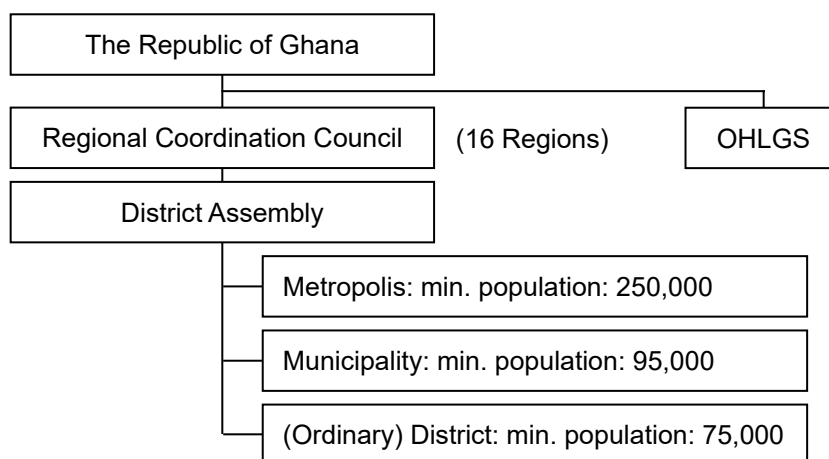 The Republic of Ghana
Regional Coordination Council
(16 Regions)
OHLGS
District Assembly
Metropolis: min. population: 250,000
Municipality: min. population: 95,000
(Ordinary) District: min. population: 75,000